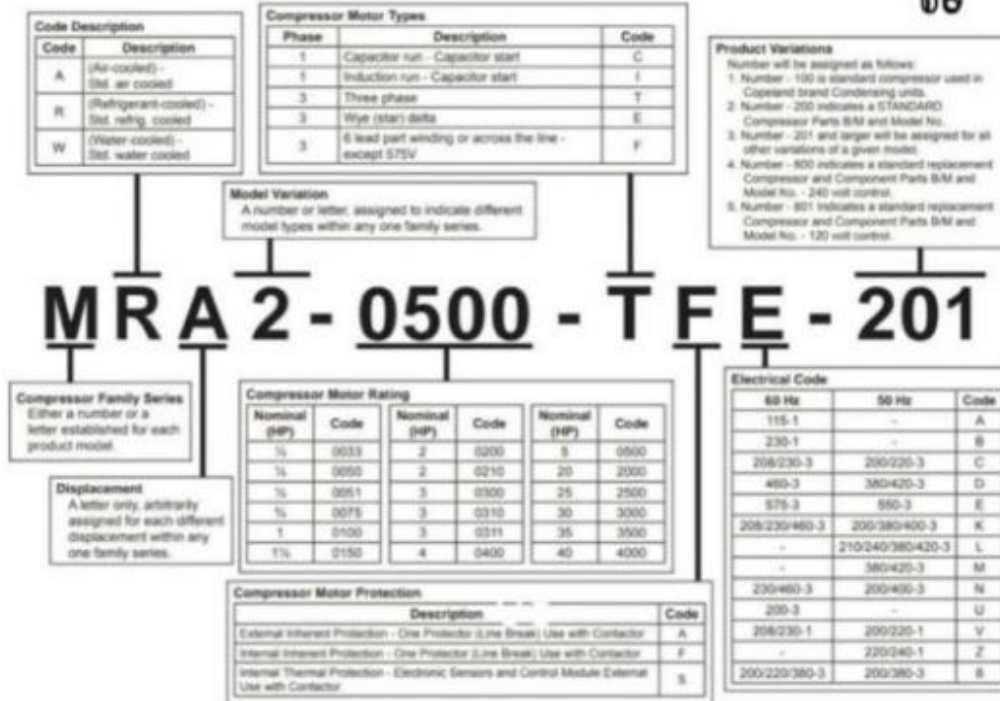 Code Description
Code Description
A (Air-cooled) -
Std. air cooled
R (Refrigerant-cooled) -
Std. refrig. cooled
W (Water-cooled) -
Std. water cooled
Compressor Motor Types
Phase Description Code
1 Capacitor run - Capacitor start C
1 Induction run - Capacitor start I
3 Three phase T
3 Wye (star) delta E
3 6 lead part winding or across the line -
except 575V F
Product Variations
Number will be assigned as follows:
1. Number - 100 is standard compressor used in
Copeland brand Condensing units.
2. Number - 200 indicates a STANDARD
Compressor Parts B/M and Model No.
3. Number - 201 and larger will be assigned for all
other variations of a given model.
4. Number - 800 indicates a standard replacement
Compressor and Component Parts B/M and
Model No. - 240 volt control.
5. Number - 801 indicates a standard replacement
Compressor and Component Parts B/M and
Model No. - 120 volt control.
Model Variation
A number or letter, assigned to indicate different
model types within any one family series.
MRA2-0500-TFE-201
Compressor Family Series
Either a number or a
letter established for each
product model.
Displacement
A letter only, arbitrarily
assigned for each different
displacement within any
one family series.
Compressor Motor Rating
Nominal (HP) Code Nominal (HP) Code Nominal (HP) Code
0033 2 0200 5 0500
0050 2 0210 20 2000
0051 3 0300 25 2500
0075 3 0310 30 3000
1 0100 3 0311 35 3500
1½ 0150 4 0400 40 4000
Compressor Motor Protection
Description Code
External Inherent Protection - One Protector (Line Break) Use with Contactor A
Internal Inherent Protection - One Protector (Line Break) Use with Contactor F
Internal Thermal Protection - Electronic Sensors and Control Module External
Use with Contactor S
Electrical Code
60 Hz 50 Hz Code
115-1 - A
230-1 - B
208/230-3 200/220-3 C
460-3 380/420-3 D
575-3 550-3 E
208/230/460-3 200/380/400-3 K
- 210/240/380/420-3 L
- 380/420-3 M
230/460-3 200/400-3 N
200-3 - U
208/230-1 200/220-1 V
- 220/240-1 Z
200/220/380-3 200/380-3 8